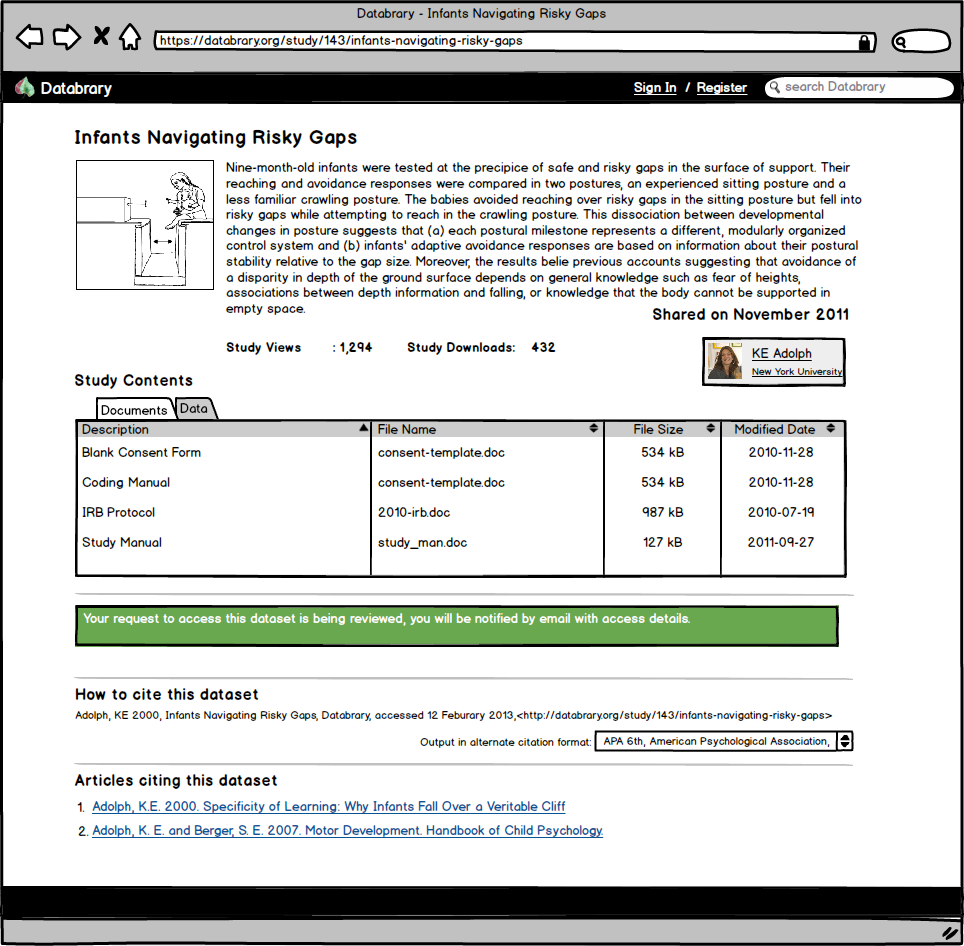 Databrary - Infants Navigating Risky Gaps
https://databrary.org/study/143/infants-navigating-risky-gaps
Databrary
Sign In / Register
search Databrary
Infants Navigating Risky Gaps
Nine-month-old infants were tested at the precipice of safe and risky gaps in the surface of support. Their
reaching and avoidance responses were compared in two postures, an experienced sitting posture and a
less familiar crawling posture. The babies avoided reaching over risky gaps in the sitting posture but fell into
risky gaps while attempting to reach in the crawling posture. This dissociation between developmental
changes in posture suggests that (a) each postural milestone represents a different, modularly organized
control system and (b) infants' adaptive avoidance responses are based on information about their postural
stability relative to the gap size. Moreover, the results belie previous accounts suggesting that avoidance of
a disparity in depth of the ground surface depends on general knowledge such as fear of heights,
associations between depth information and falling, or knowledge that the body cannot be supported in
empty space.
Shared on November 2011
Study Views : 1,294 Study Downloads: 432
KE Adolph
New York University
Study Contents
Documents Data
Description File Name File Size Modified Date
Blank Consent Form consent-template.doc 534 kB 2010-11-28
Coding Manual consent-template.doc 534 kB 2010-11-28
IRB Protocol 2010-irb.doc 987 kB 2010-07-19
Study Manual study_man.doc 127 kB 2011-09-27
Your request to access this dataset is being reviewed, you will be notified by email with access details.
How to cite this dataset
Adolph, KE 2000, Infants Navigating Risky Gaps, Databrary, accessed 12 Feburary 2013,<http://databrary.org/study/143/infants-navigating-risky-gaps>
Output in alternate citation format: APA 6th, American Psychological Association,
Articles citing this dataset
1. Adolph, K.E. 2000. Specificity of Learning: Why Infants Fall Over a Veritable Cliff
2. Adolph, K. E. and Berger, S. E. 2007. Motor Development. Handbook of Child Psychology.